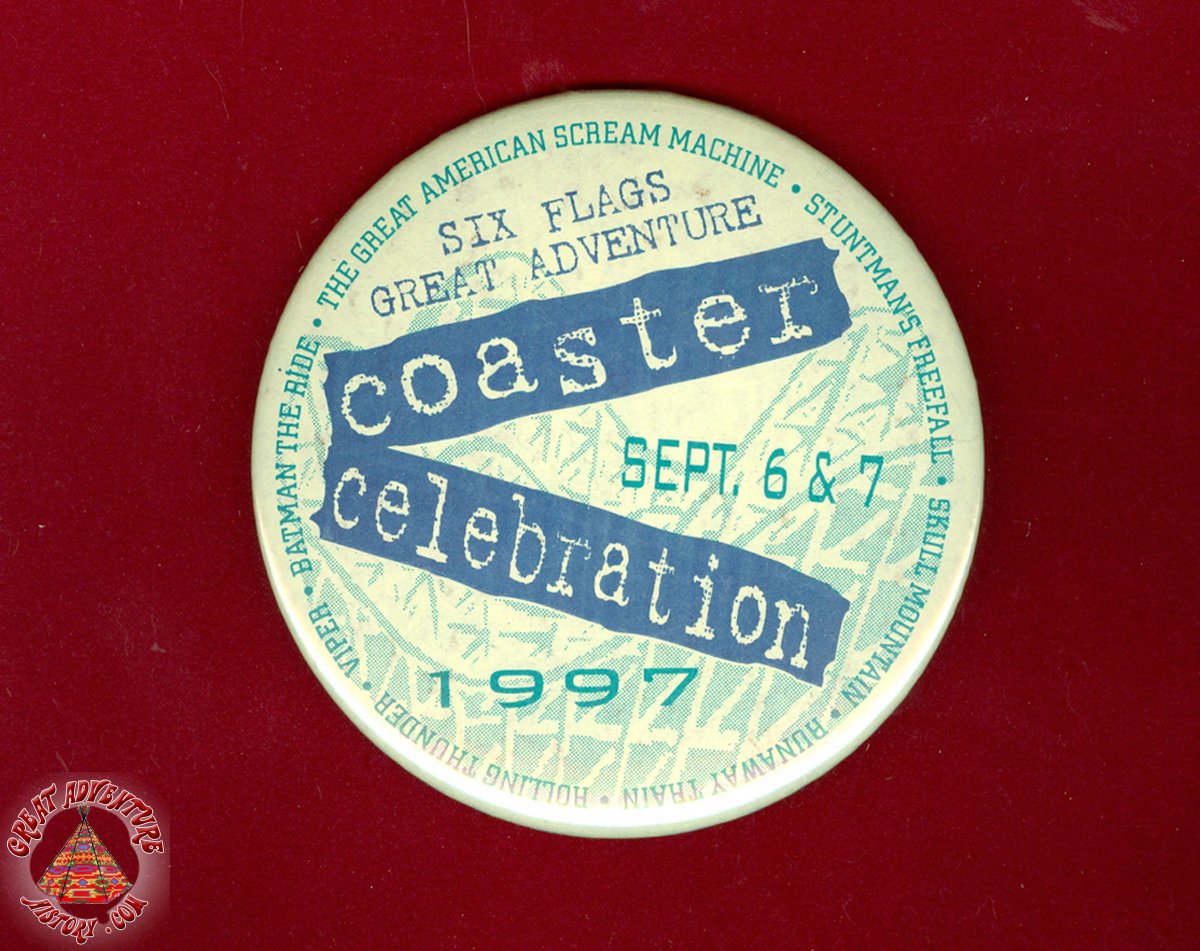 THE GREAT AMERICAN SCREAM MACHINE • STUNTMAN'S FREEFALL • SKULL MOUNTAIN • RUNAWAY TRAIN • ROLLING THUNDER • VIPER • BATMAN THE RIDE •
SIX FLAGS
GREAT ADVENTURE
coaster
SEPT. 6 & 7
celebration
1997
GREAT ADVENTURE
HISTORY.COM